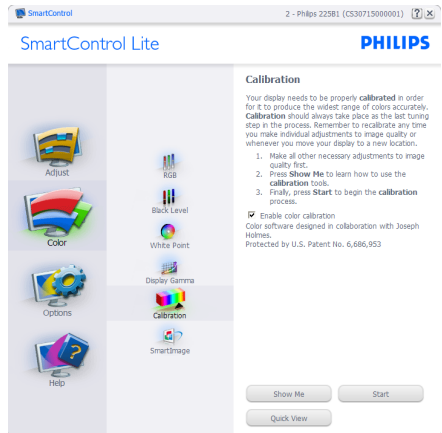 SmartControl
2 - Philips 225B1 (CS30715000001)
SmartControl Lite
PHILIPS
Adjust
Color
Options
Help
RGB
Black Level
White Point
Display Gamma
Calibration
SmartImage
Calibration
Your display needs to be properly calibrated in order
for it to produce the widest range of colors accurately.
Calibration should always take place as the last tuning
step in the process. Remember to recalibrate any time
you make individual adjustments to image quality or
whenever you move your display to a new location.
1. Make all other necessary adjustments to image
quality first.
2. Press Show Me to learn how to use the
calibration tools.
3. Finally, press Start to begin the calibration
process.
Enable color calibration
Color software designed in collaboration with Joseph
Holmes.
Protected by U.S. Patent No. 6,686,953
Show Me
Start
Quick View